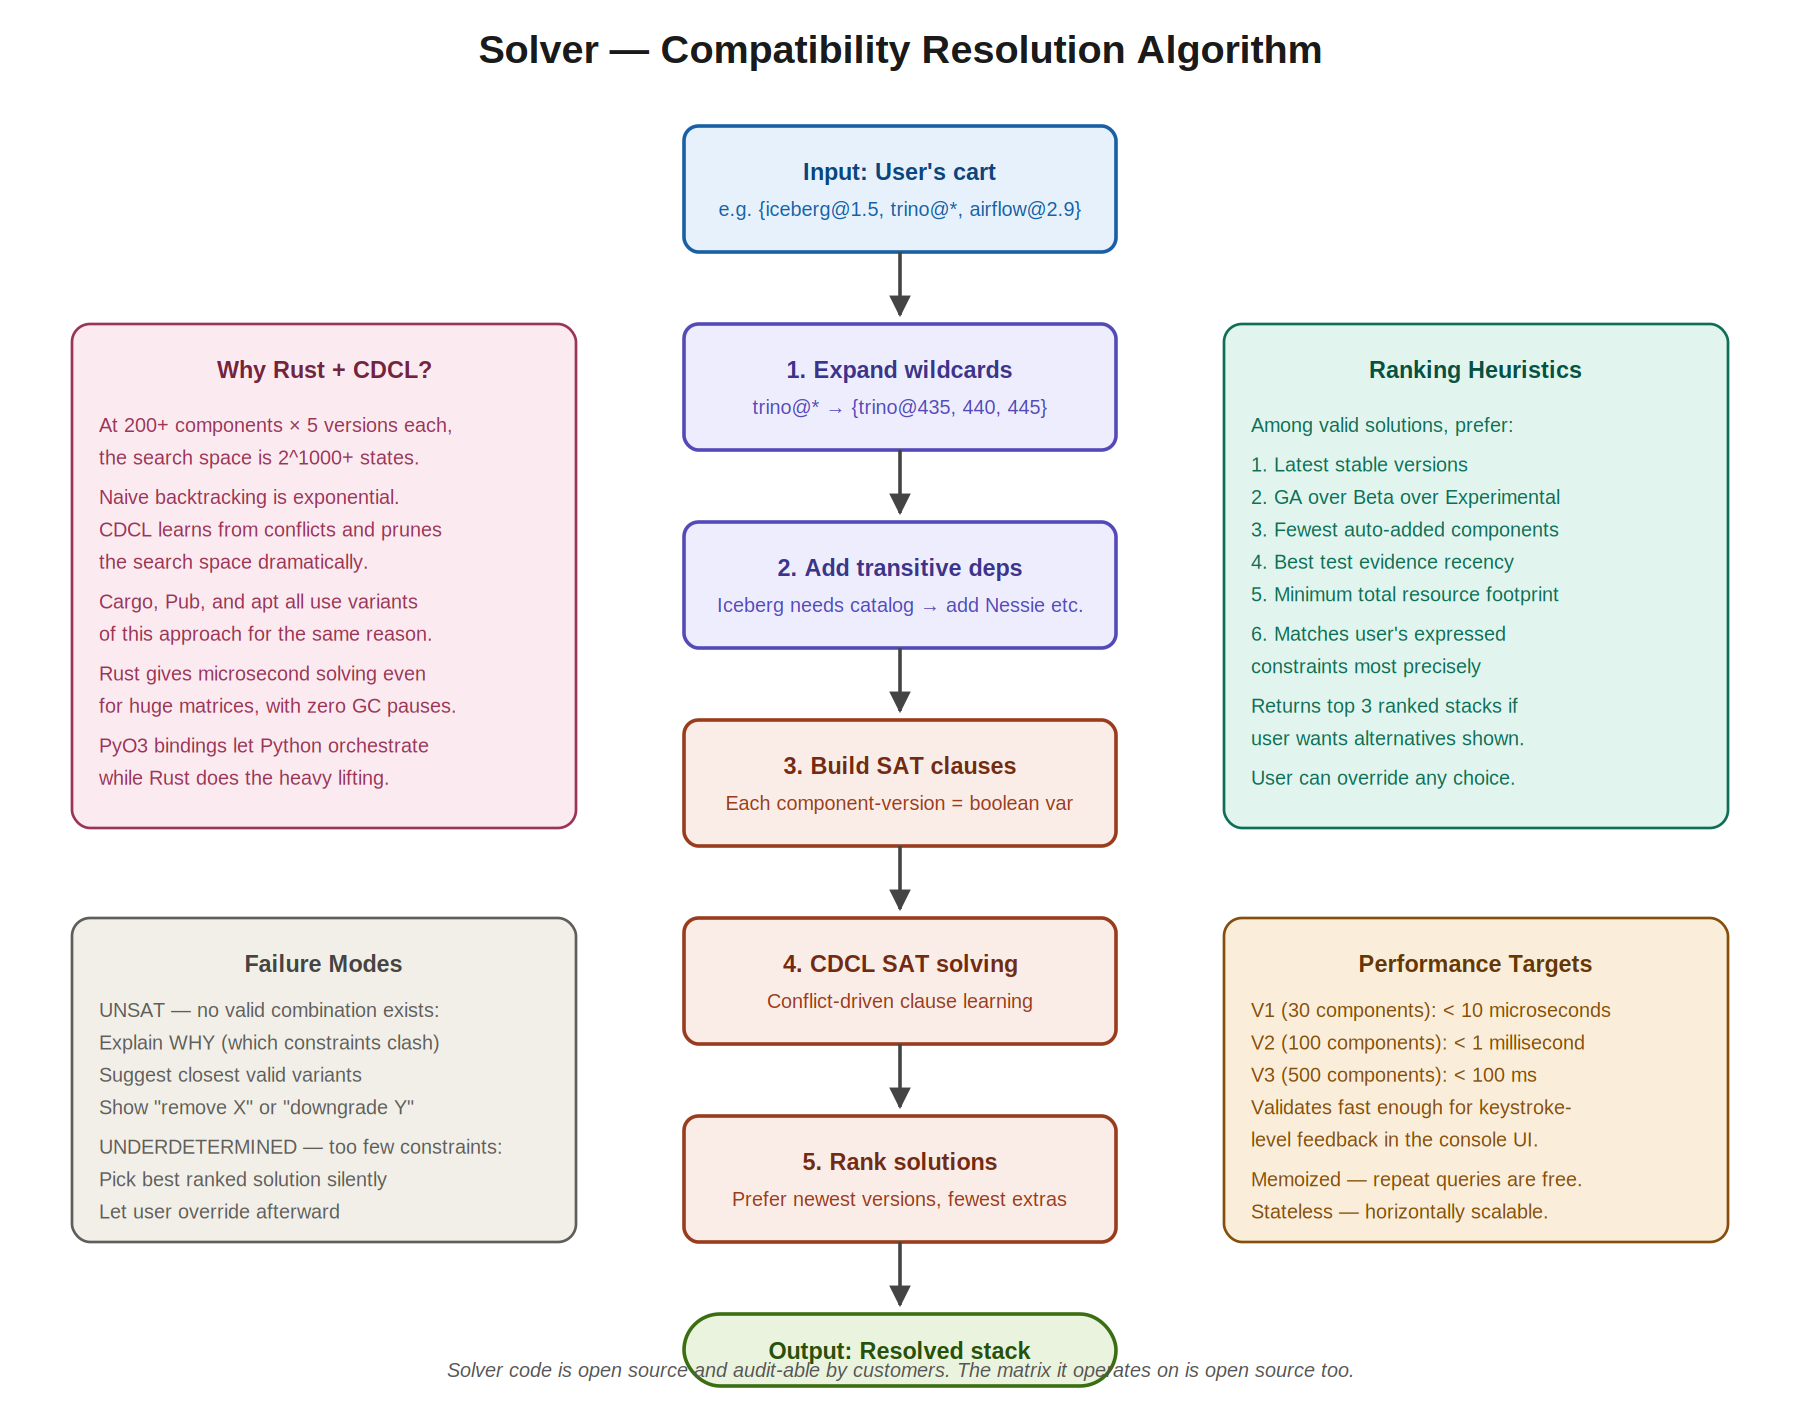 Solver — Compatibility Resolution Algorithm
Input: User's cart
e.g. {iceberg@1.5, trino@*, airflow@2.9}
Why Rust + CDCL?
At 200+ components × 5 versions each,
the search space is 2^1000+ states.
Naive backtracking is exponential.
CDCL learns from conflicts and prunes
the search space dramatically.
Cargo, Pub, and apt all use variants
of this approach for the same reason.
Rust gives microsecond solving even
for huge matrices, with zero GC pauses.
PyO3 bindings let Python orchestrate
while Rust does the heavy lifting.
1. Expand wildcards
trino@* → {trino@435, 440, 445}
2. Add transitive deps
Iceberg needs catalog → add Nessie etc.
3. Build SAT clauses
Each component-version = boolean var
Ranking Heuristics
Among valid solutions, prefer:
1. Latest stable versions
2. GA over Beta over Experimental
3. Fewest auto-added components
4. Best test evidence recency
5. Minimum total resource footprint
6. Matches user's expressed
constraints most precisely
Returns top 3 ranked stacks if
user wants alternatives shown.
User can override any choice.
Failure Modes
UNSAT — no valid combination exists:
Explain WHY (which constraints clash)
Suggest closest valid variants
Show "remove X" or "downgrade Y"
UNDERDETERMINED — too few constraints:
Pick best ranked solution silently
Let user override afterward
4. CDCL SAT solving
Conflict-driven clause learning
5. Rank solutions
Prefer newest versions, fewest extras
Performance Targets
V1 (30 components): < 10 microseconds
V2 (100 components): < 1 millisecond
V3 (500 components): < 100 ms
Validates fast enough for keystroke-
level feedback in the console UI.
Memoized — repeat queries are free.
Stateless — horizontally scalable.
Output: Resolved stack
Solver code is open source and audit-able by customers. The matrix it operates on is open source too.